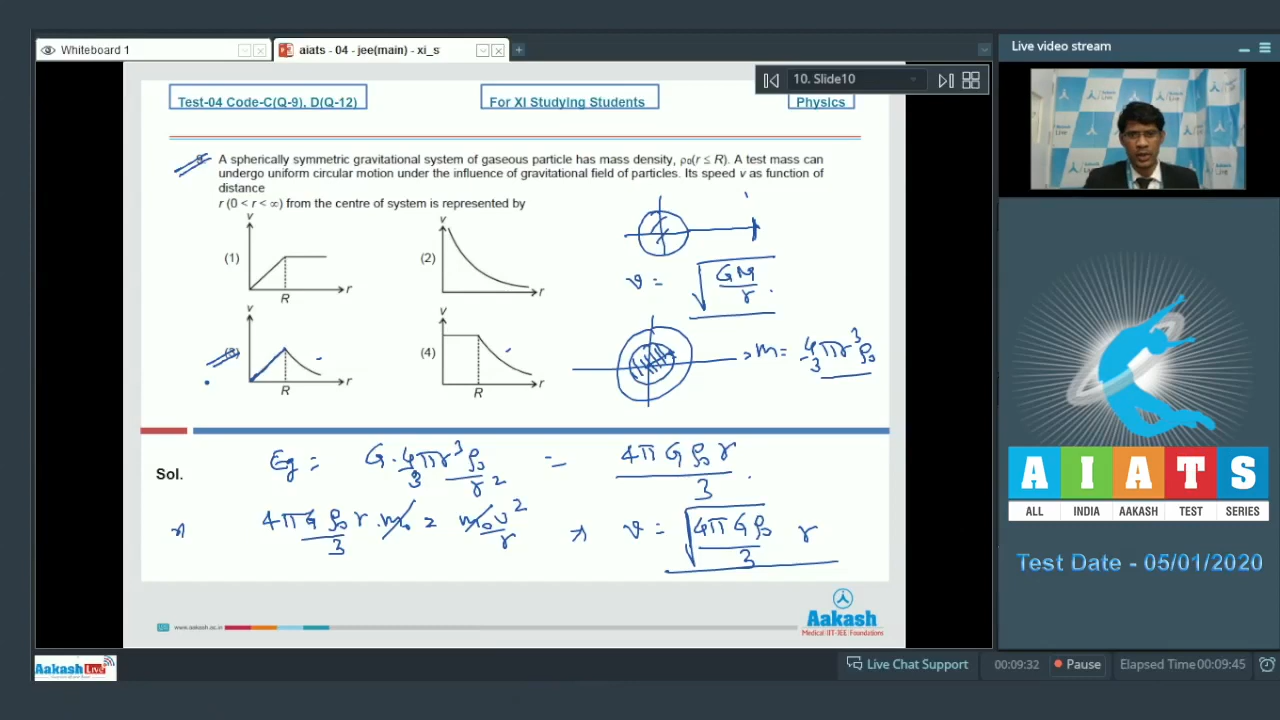 Whiteboard 1
aiats - 04 - jee(main) - xi_s
Live video stream
10. Slide10
Test-04 Code-C(Q-9), D(Q-12)
For XI Studying Students
Physics
A spherically symmetric gravitational system of gaseous particle has mass density, ρ₀(r ≤ R). A test mass can
undergo uniform circular motion under the influence of gravitational field of particles. Its speed v as function of
distance
r (0 < r < ∞) from the centre of system is represented by
(1) v R r
(2) v r
v = √(GM/r)
(3) v R r
(4) v R r
m = 4/3 πr³ρ₀
Sol.
Eg = G·4/3 πr³ρ₀/r² = 4πGρ₀r/3
4πGρ₀r/3 · m₀ = m₀v²/r ⇒ v = √(4πGρ₀/3) r
www.aakash.ac.in
Aakash
Medical|IIT-JEE|Foundations
A I A T S
ALL INDIA AAKASH TEST SERIES
Test Date - 05/01/2020
Aakash Live
Live Chat Support
00:09:32
Pause
Elapsed Time 00:09:45